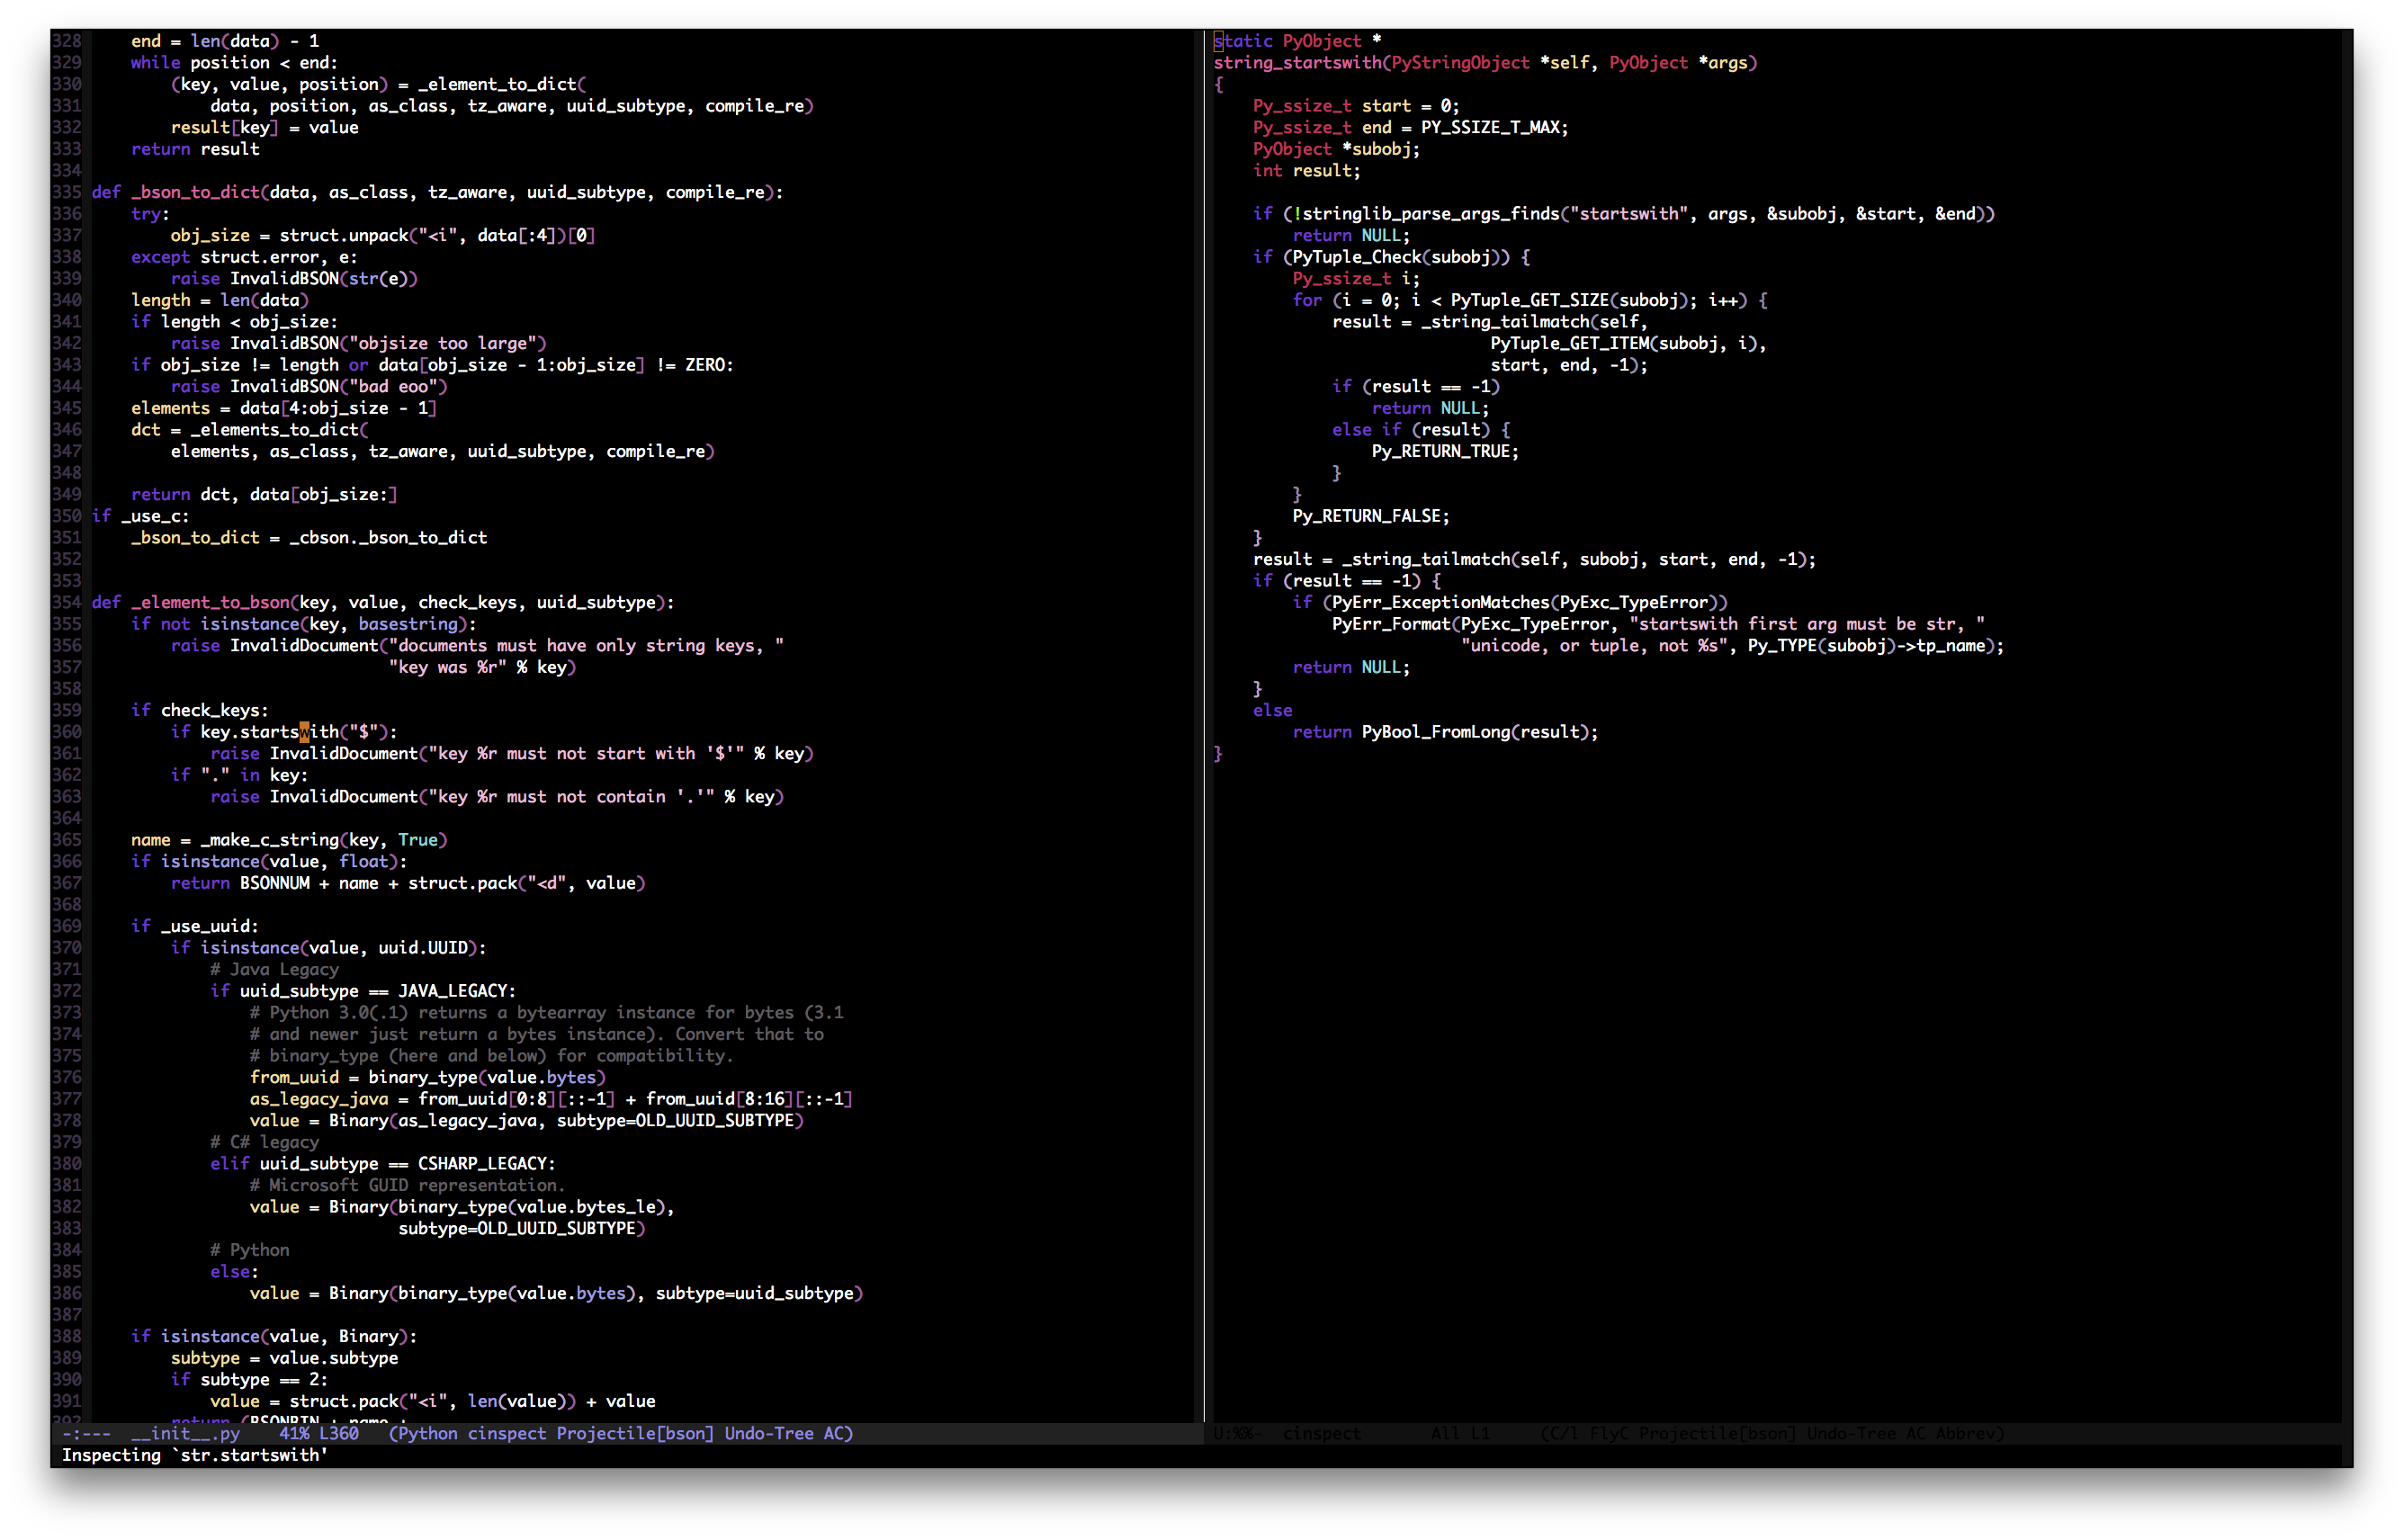 328     end = len(data) - 1
329     while position < end:
330         (key, value, position) = _element_to_dict(
331             data, position, as_class, tz_aware, uuid_subtype, compile_re)
332         result[key] = value
333     return result
334
335 def _bson_to_dict(data, as_class, tz_aware, uuid_subtype, compile_re):
336     try:
337         obj_size = struct.unpack("<i", data[:4])[0]
338     except struct.error, e:
339         raise InvalidBSON(str(e))
340     length = len(data)
341     if length < obj_size:
342         raise InvalidBSON("objsize too large")
343     if obj_size != length or data[obj_size - 1:obj_size] != ZERO:
344         raise InvalidBSON("bad eoo")
345     elements = data[4:obj_size - 1]
346     dct = _elements_to_dict(
347         elements, as_class, tz_aware, uuid_subtype, compile_re)
348
349     return dct, data[obj_size:]
350 if _use_c:
351     _bson_to_dict = _cbson._bson_to_dict
352
353
354 def _element_to_bson(key, value, check_keys, uuid_subtype):
355     if not isinstance(key, basestring):
356         raise InvalidDocument("documents must have only string keys, "
357                               "key was %r" % key)
358
359     if check_keys:
360         if key.startswith("$"):
361             raise InvalidDocument("key %r must not start with '$'" % key)
362         if "." in key:
363             raise InvalidDocument("key %r must not contain '.'" % key)
364
365     name = _make_c_string(key, True)
366     if isinstance(value, float):
367         return BSONNUM + name + struct.pack("<d", value)
368
369     if _use_uuid:
370         if isinstance(value, uuid.UUID):
371             # Java Legacy
372             if uuid_subtype == JAVA_LEGACY:
373                 # Python 3.0(.1) returns a bytearray instance for bytes (3.1
374                 # and newer just return a bytes instance). Convert that to
375                 # binary_type (here and below) for compatibility.
376                 from_uuid = binary_type(value.bytes)
377                 as_legacy_java = from_uuid[0:8][::-1] + from_uuid[8:16][::-1]
378                 value = Binary(as_legacy_java, subtype=OLD_UUID_SUBTYPE)
379             # C# legacy
380             elif uuid_subtype == CSHARP_LEGACY:
381                 # Microsoft GUID representation.
382                 value = Binary(binary_type(value.bytes_le),
383                                subtype=OLD_UUID_SUBTYPE)
384             # Python
385             else:
386                 value = Binary(binary_type(value.bytes), subtype=uuid_subtype)
387
388     if isinstance(value, Binary):
389         subtype = value.subtype
390         if subtype == 2:
391             value = struct.pack("<i", len(value)) + value
392         return (BSONBIN + name +
-:---  __init__.py    41% L360   (Python cinspect Projectile[bson] Undo-Tree AC)
static PyObject *
string_startswith(PyStringObject *self, PyObject *args)
{
    Py_ssize_t start = 0;
    Py_ssize_t end = PY_SSIZE_T_MAX;
    PyObject *subobj;
    int result;

    if (!stringlib_parse_args_finds("startswith", args, &subobj, &start, &end))
        return NULL;
    if (PyTuple_Check(subobj)) {
        Py_ssize_t i;
        for (i = 0; i < PyTuple_GET_SIZE(subobj); i++) {
            result = _string_tailmatch(self,
                            PyTuple_GET_ITEM(subobj, i),
                            start, end, -1);
            if (result == -1)
                return NULL;
            else if (result) {
                Py_RETURN_TRUE;
            }
        }
        Py_RETURN_FALSE;
    }
    result = _string_tailmatch(self, subobj, start, end, -1);
    if (result == -1) {
        if (PyErr_ExceptionMatches(PyExc_TypeError))
            PyErr_Format(PyExc_TypeError, "startswith first arg must be str, "
                         "unicode, or tuple, not %s", Py_TYPE(subobj)->tp_name);
        return NULL;
    }
    else
        return PyBool_FromLong(result);
}
U:%%-  cinspect       All L1     (C/l FlyC Projectile[bson] Undo-Tree AC Abbrev)
Inspecting `str.startswith'